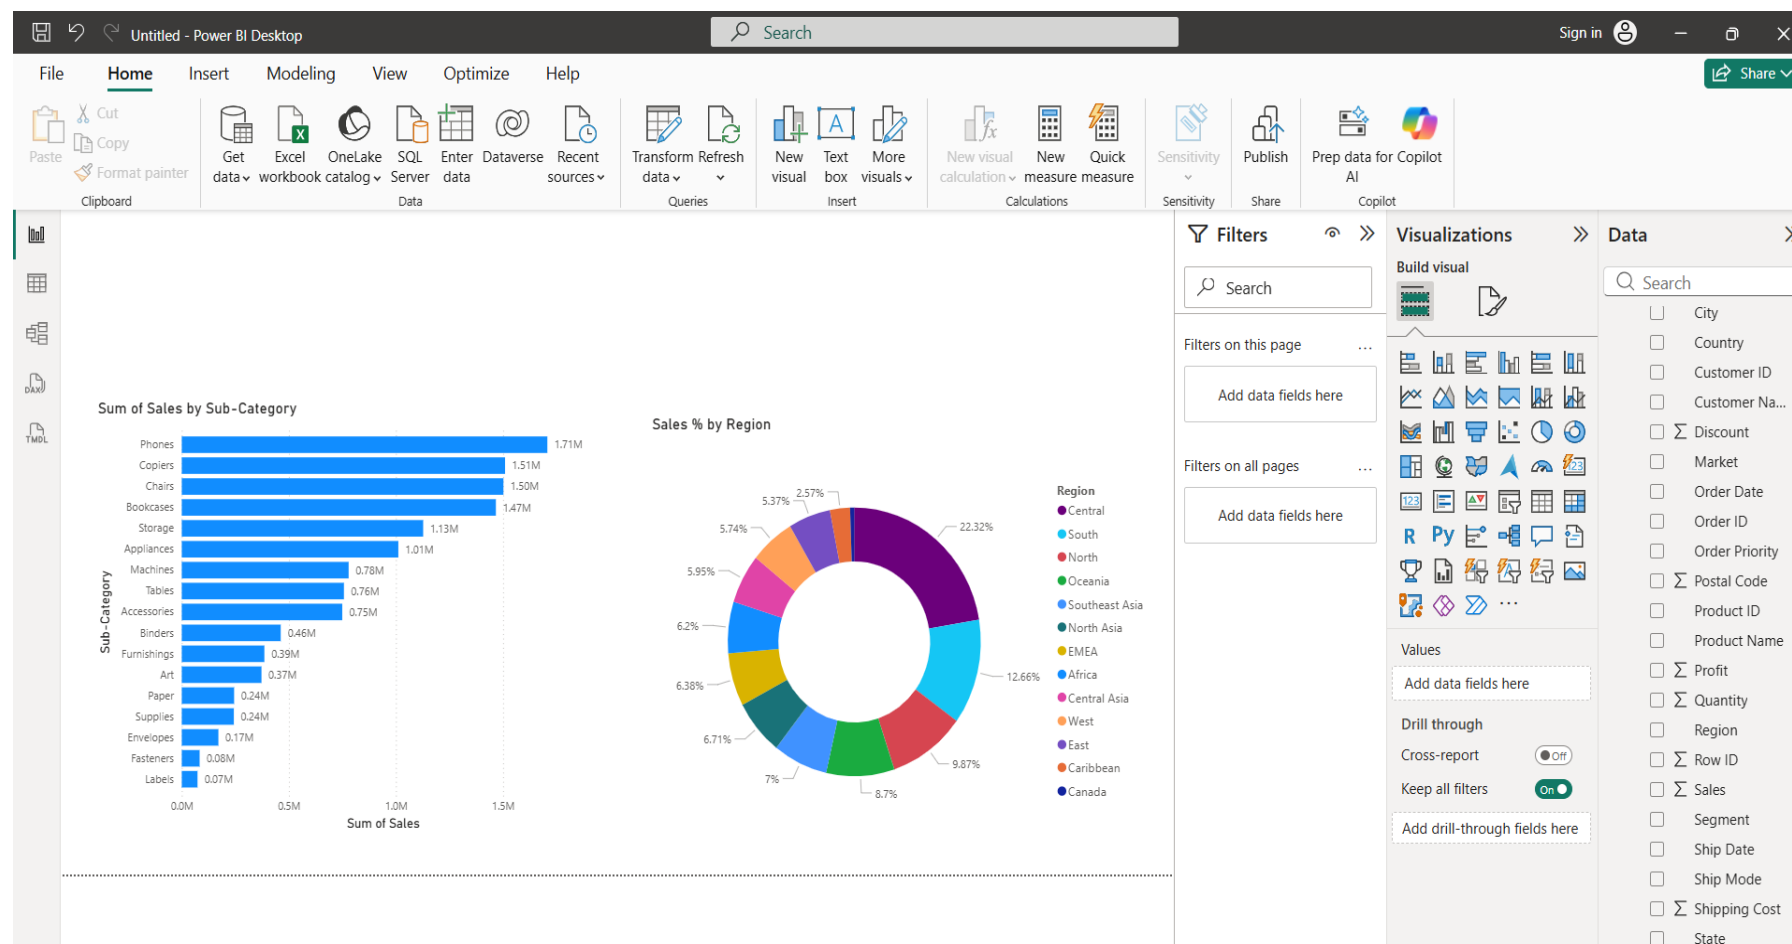 Untitled - Power BI Desktop
Search
Sign in
File Home Insert Modeling View Optimize Help
Share
Paste
Cut
Copy
Format painter
Clipboard
Get data
Excel workbook
OneLake catalog
SQL Server
Enter data
Dataverse
Recent sources
Data
Transform data
Refresh
Queries
New visual
Text box
More visuals
Insert
New visual calculation
New measure
Quick measure
Calculations
Sensitivity
Sensitivity
Publish
Share
Prep data for AI
Copilot
Copilot
DAX
TMDL
Sum of Sales by Sub-Category
Sub-Category
Phones 1.71M
Copiers 1.51M
Chairs 1.50M
Bookcases 1.47M
Storage 1.13M
Appliances 1.01M
Machines 0.78M
Tables 0.76M
Accessories 0.75M
Binders 0.46M
Furnishings 0.39M
Art 0.37M
Paper 0.24M
Supplies 0.24M
Envelopes 0.17M
Fasteners 0.08M
Labels 0.07M
0.0M 0.5M 1.0M 1.5M
Sum of Sales
Sales % by Region
22.32%
12.66%
9.87%
8.7%
7%
6.71%
6.38%
6.2%
5.95%
5.74%
5.37%
2.57%
Region
Central
South
North
Oceania
Southeast Asia
North Asia
EMEA
Africa
Central Asia
West
East
Caribbean
Canada
Filters
Search
Filters on this page ...
Add data fields here
Filters on all pages ...
Add data fields here
Visualizations
Build visual
123
123
R Py
...
Values
Add data fields here
Drill through
Cross-report Off
Keep all filters On
Add drill-through fields here
Data
Search
City
Country
Customer ID
Customer Na...
Σ Discount
Market
Order Date
Order ID
Order Priority
Σ Postal Code
Product ID
Product Name
Σ Profit
Σ Quantity
Region
Σ Row ID
Σ Sales
Segment
Ship Date
Ship Mode
Σ Shipping Cost
State